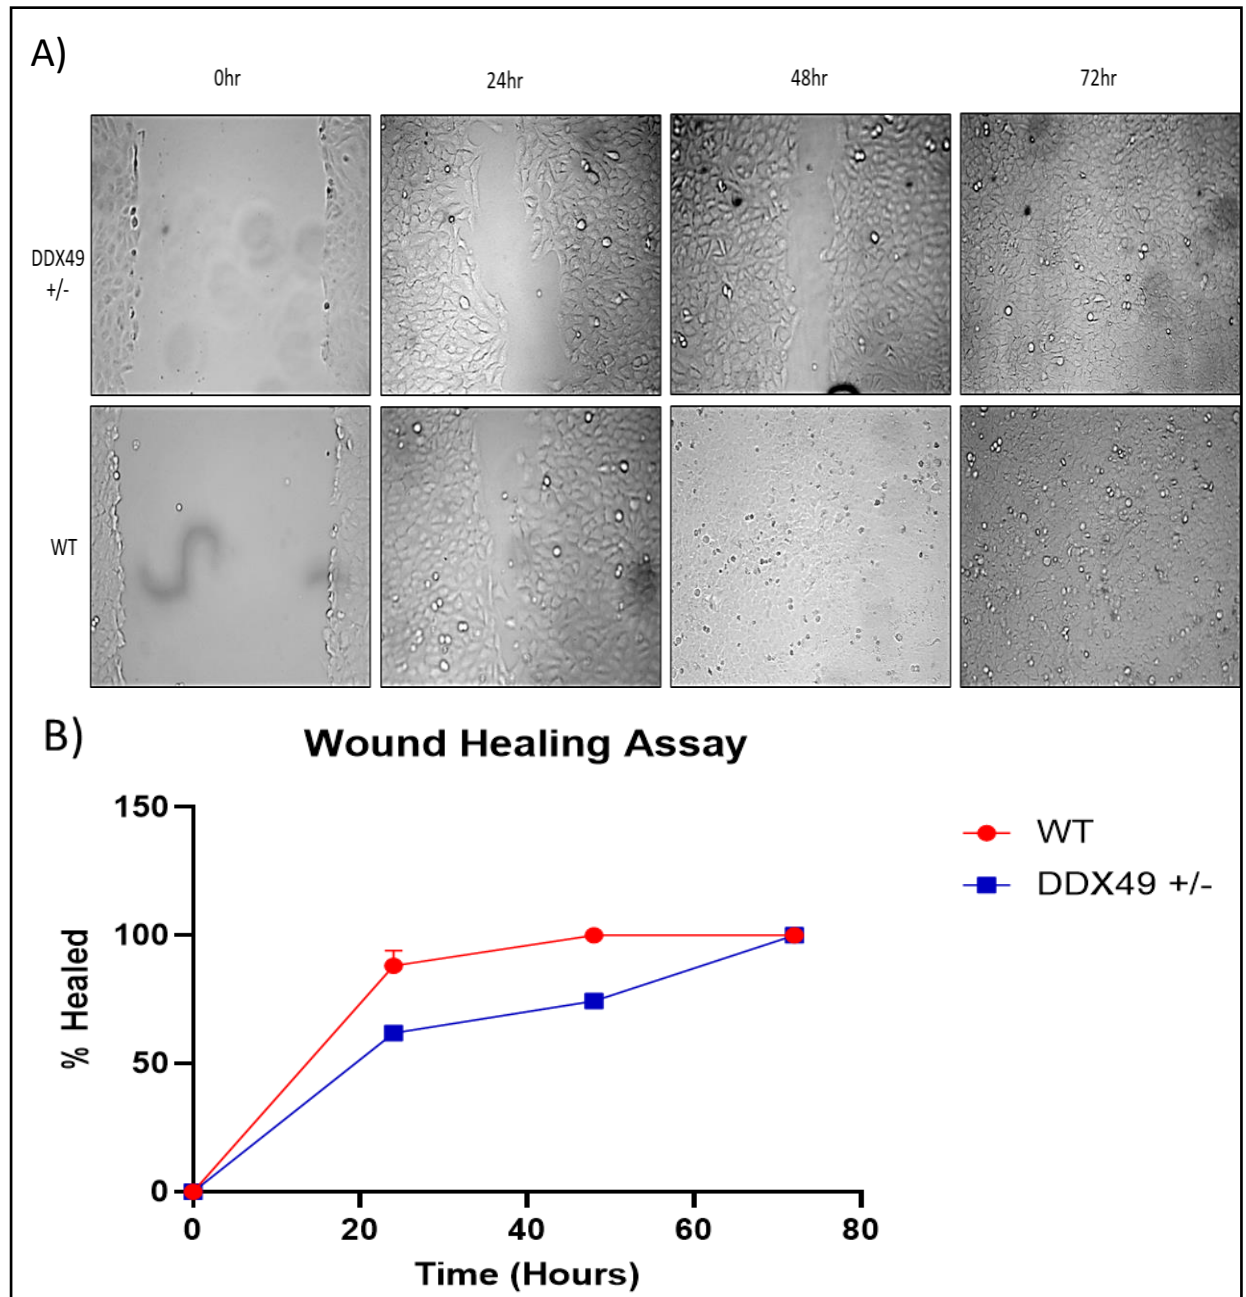 A)
0hr 24hr 48hr 72hr
DDX49
+/-
WT
B)
Wound Healing Assay
150
100
50
0
% Healed
0 20 40 60 80
Time (Hours)
WT
DDX49 +/-